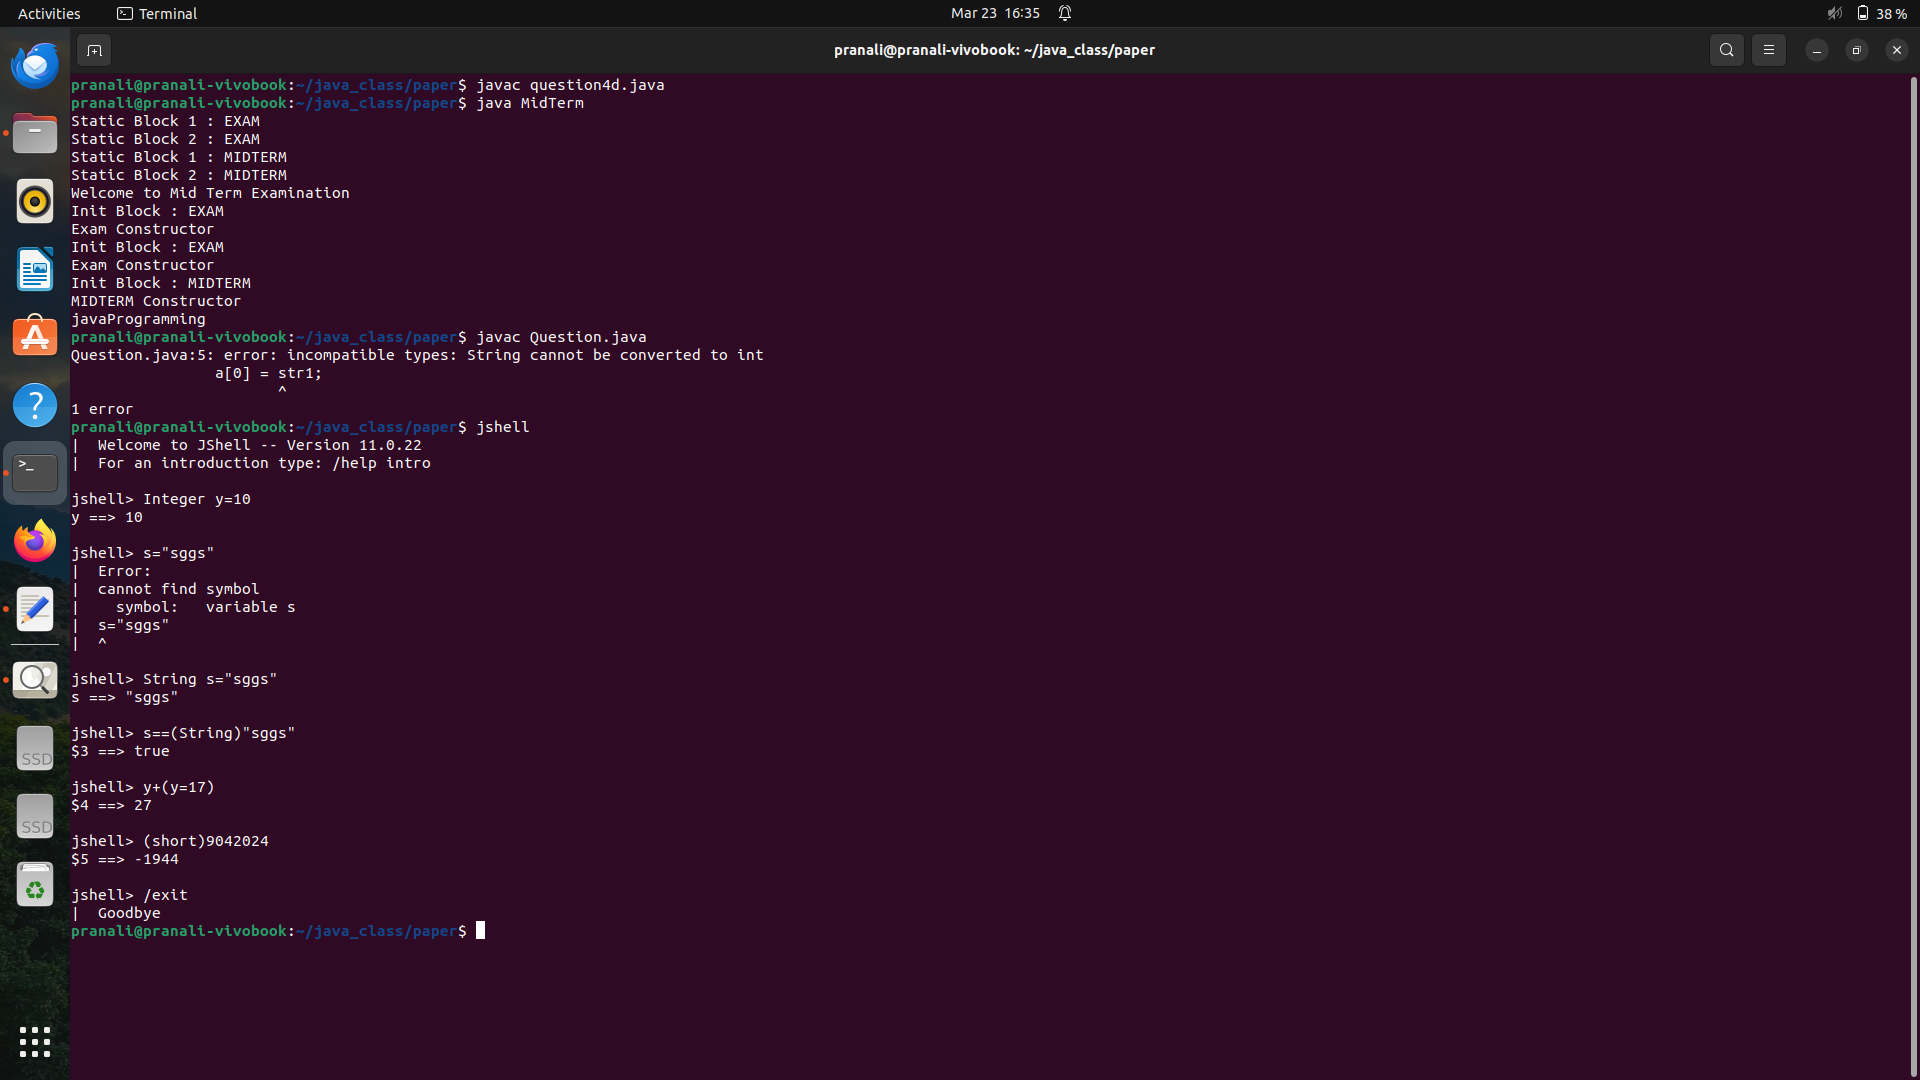 Activities
Terminal
Mar 23 16:35
38 %
pranali@pranali-vivobook: ~/java_class/paper
pranali@pranali-vivobook:~/java_class/paper$ javac question4d.java
pranali@pranali-vivobook:~/java_class/paper$ java MidTerm
Static Block 1 : EXAM
Static Block 2 : EXAM
Static Block 1 : MIDTERM
Static Block 2 : MIDTERM
Welcome to Mid Term Examination
Init Block : EXAM
Exam Constructor
Init Block : EXAM
Exam Constructor
Init Block : MIDTERM
MIDTERM Constructor
javaProgramming
pranali@pranali-vivobook:~/java_class/paper$ javac Question.java
Question.java:5: error: incompatible types: String cannot be converted to int
                a[0] = str1;
                       ^
1 error
pranali@pranali-vivobook:~/java_class/paper$ jshell
|  Welcome to JShell -- Version 11.0.22
|  For an introduction type: /help intro
jshell> Integer y=10
y ==> 10
jshell> s="sggs"
|  Error:
|  cannot find symbol
|    symbol:   variable s
|  s="sggs"
|  ^
jshell> String s="sggs"
s ==> "sggs"
jshell> s==(String)"sggs"
$3 ==> true
jshell> y+(y=17)
$4 ==> 27
jshell> (short)9042024
$5 ==> -1944
jshell> /exit
|  Goodbye
pranali@pranali-vivobook:~/java_class/paper$
SSD
SSD